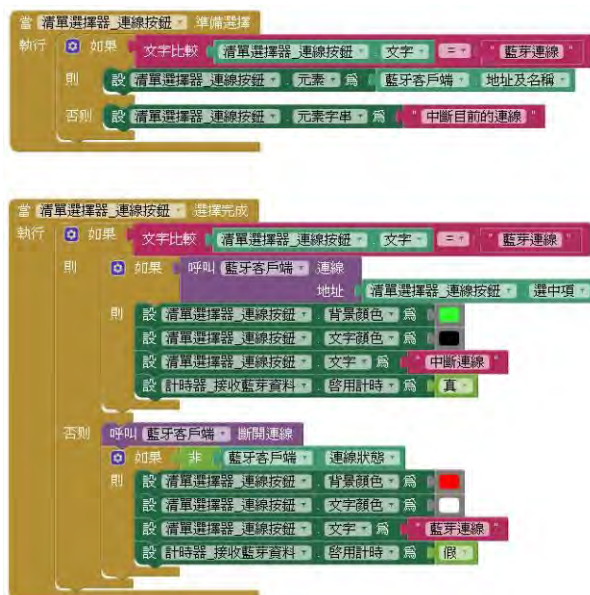 當 清單選擇器_連線按鈕 準備選擇
執行 如果 文字比較 清單選擇器_連線按鈕 . 文字 = " 藍芽連線 "
則 設 清單選擇器_連線按鈕 . 元素 為 藍牙客戶端 . 地址及名稱
否則 設 清單選擇器_連線按鈕 . 元素字串 為 " 中斷目前的連線 "
當 清單選擇器_連線按鈕 選擇完成
執行 如果 文字比較 清單選擇器_連線按鈕 . 文字 = " 藍芽連線 "
則 如果 呼叫 藍牙客戶端 連線
地址 清單選擇器_連線按鈕 . 選中項
則 設 清單選擇器_連線按鈕 . 背景顏色 為
設 清單選擇器_連線按鈕 . 文字顏色 為
設 清單選擇器_連線按鈕 . 文字 為 " 中斷連線 "
設 計時器_接收藍芽資料 . 啟用計時 為 真
否則 呼叫 藍牙客戶端 斷開連線
如果 非 藍牙客戶端 . 連線狀態
則 設 清單選擇器_連線按鈕 . 背景顏色 為
設 清單選擇器_連線按鈕 . 文字顏色 為
設 清單選擇器_連線按鈕 . 文字 為 " 藍芽連線 "
設 計時器_接收藍芽資料 . 啟用計時 為 假